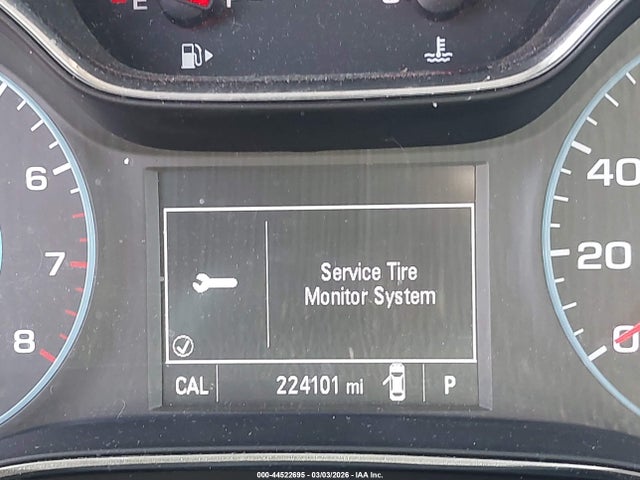 E F
6
7
8
40
20
0
Service Tire
Monitor System
CAL 224101 mi P
000-44522695 - 03/03/2026 - IAA Inc.